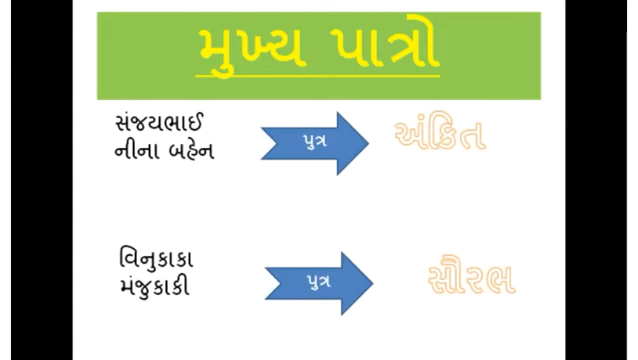 મુખ્ય પાત્રો
સંજયભાઈ
નીના બહેન
પુત્ર
અંકિત
વિનુકાકા
મંજુકાકી
પુત્ર
સૌરભ